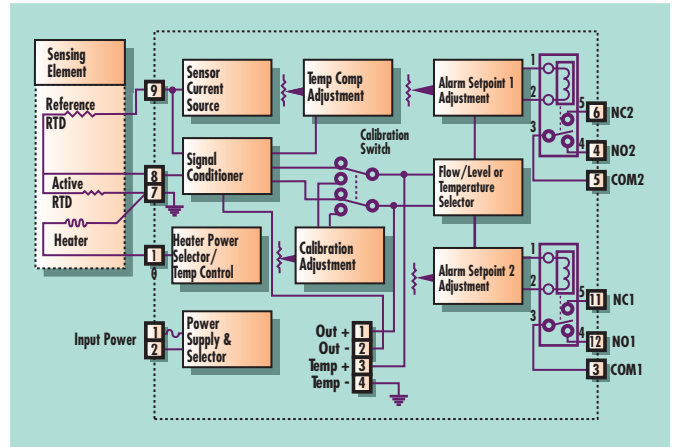 Sensing
Element
Reference
RTD
Active
RTD
Heater
9
8
7
1
0
Sensor
Current
Source
Temp Comp
Adjustment
Alarm Setpoint 1
Adjustment
Signal
Conditioner
Calibration
Switch
Flow/Level or
Temperature
Selector
Heater Power
Selector/
Temp Control
Calibration
Adjustment
Alarm Setpoint 2
Adjustment
Input Power
1
2
Power
Supply &
Selector
Out +
Out -
Temp +
Temp -
1
2
3
4
1
2
3
5
4
6 NC2
4 NO2
5 COM2
1
2
3
5
4
11 NC1
12 NO1
3 COM1